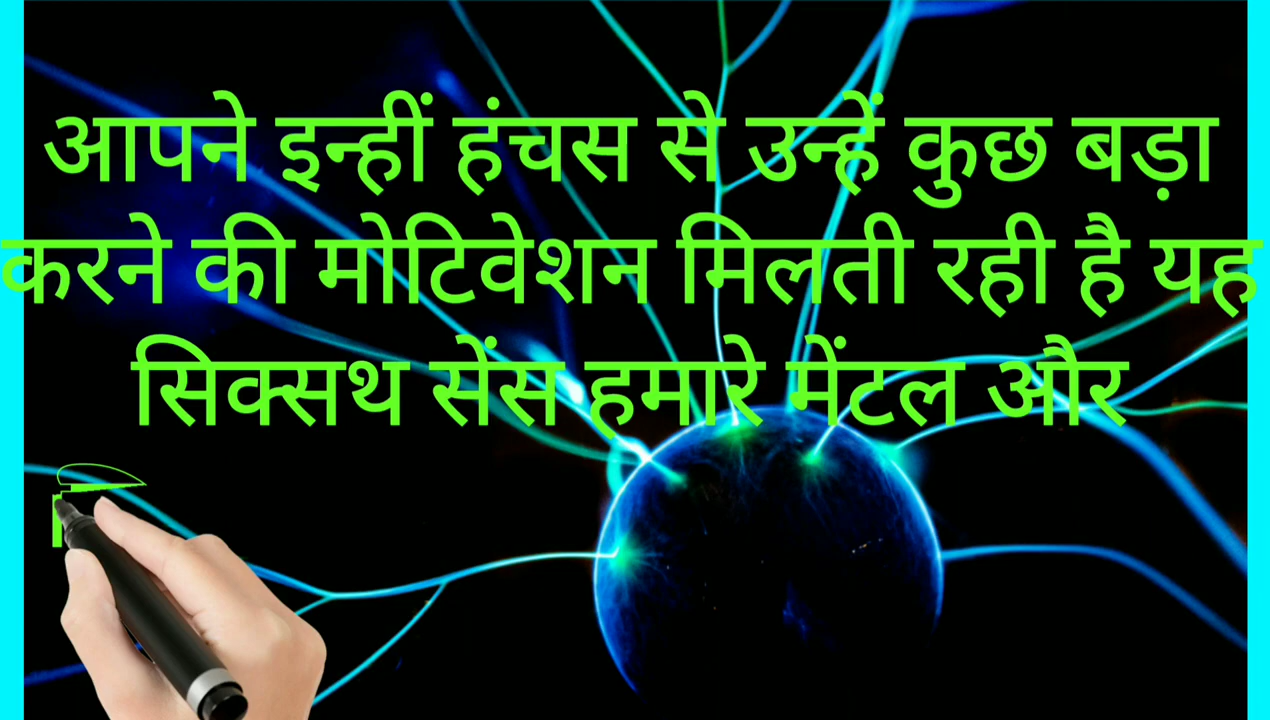 आपने इन्हीं हंचस से उन्हें कुछ बड़ा
करने की मोटिवेशन मिलती रही है यह
सिक्सथ सेंस हमारे मेंटल और